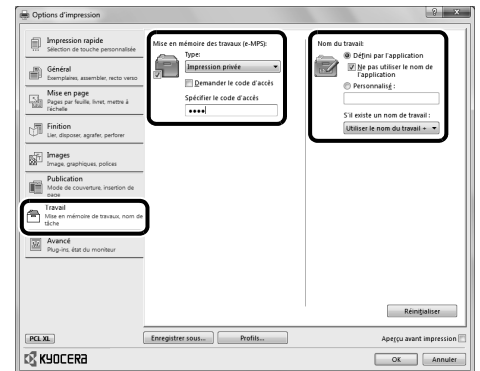 Options d'impression
Impression rapide
Sélection de touche personnalisée
Général
Exemplaires, assembler, recto verso
Mise en page
Pages par feuille, livret, mettre à
l'échelle
Finition
Lier, disposer, agrafer, perforer
Images
Image, graphiques, polices
Publication
Mode de couverture, insertion de
page
Travail
Mise en mémoire de travaux, nom de
tâche
Avancé
Plug-ins, état du moniteur
Mise en mémoire des travaux (e-MPS):
Type:
Impression privée
Demander le code d'accès
Spécifier le code d'accès
••••
Nom du travail:
Défini par l'application
Ne pas utiliser le nom de
l'application
Personnalisé :
S'il existe un nom de travail :
Utiliser le nom du travail +
Réinitialiser
PCL XL
Enregistrer sous...
Profils...
Aperçu avant impression
KYOCERA
OK
Annuler